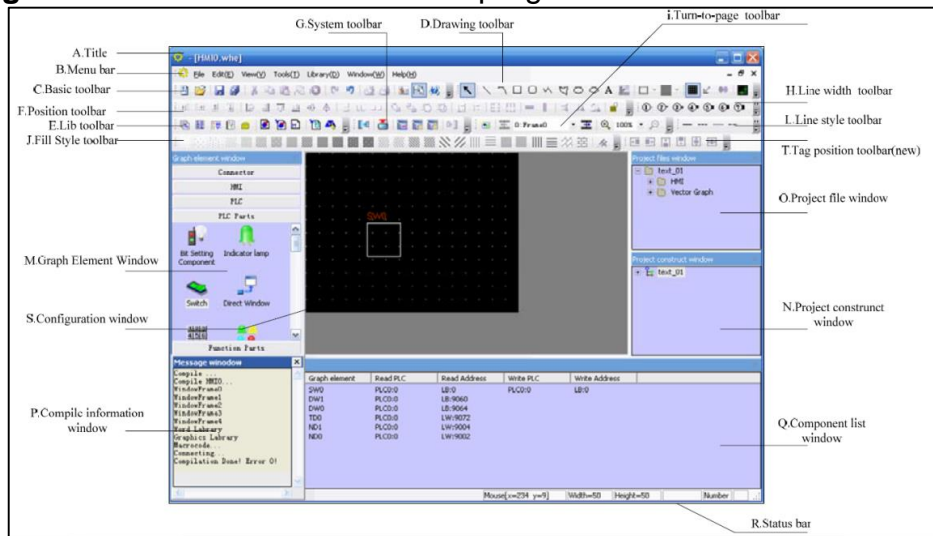 G.System toolbar
D.Drawing toolbar
i.Turn-to-page toolbar
A.Title
B.Menu bar
C.Basic toolbar
F.Position toolbar
E.Lib toolbar
J.Fill Style toolbar
M.Graph Element Window
S.Configuration window
P.Compile information
window
H.Line width toolbar
L.Line style toolbar
T.Tag position toolbar(new)
O.Project file window
N.Project construnct
window
Q.Component list
window
R.Status bar
- [HMI0.whe]
File Edit(E) View(V) Tools(T) Library(D) Window(W) Help(H)
0:Frame0
100%
Graph element window
Connector
HMI
PLC
PLC Parts
Bit Setting
Component
Indicator lamp
Switch
Direct Window
Function Parts
SW0
Project files window
text_01
HMI
Vector Graph
Project construct window
text_01
Message winodow
Compile ...
Compile HMI0...
WindowFrame0
WindowFrame1
WindowFrame2
WindowFrame3
WindowFrame4
Word Library
Graphics Labrary
Macrocode...
Connecting...
Compilation Done! Error 0!
Graph element Read PLC Read Address Write PLC Write Address
SW0 PLC0:0 LB:0 PLC0:0 LB:0
DW1 PLC0:0 LB:9060
DW0 PLC0:0 LB:9064
TD0 PLC0:0 LW:9072
ND1 PLC0:0 LW:9004
ND0 PLC0:0 LW:9002
Mouse[x=234 y=9] Width=50 Height=50 Number